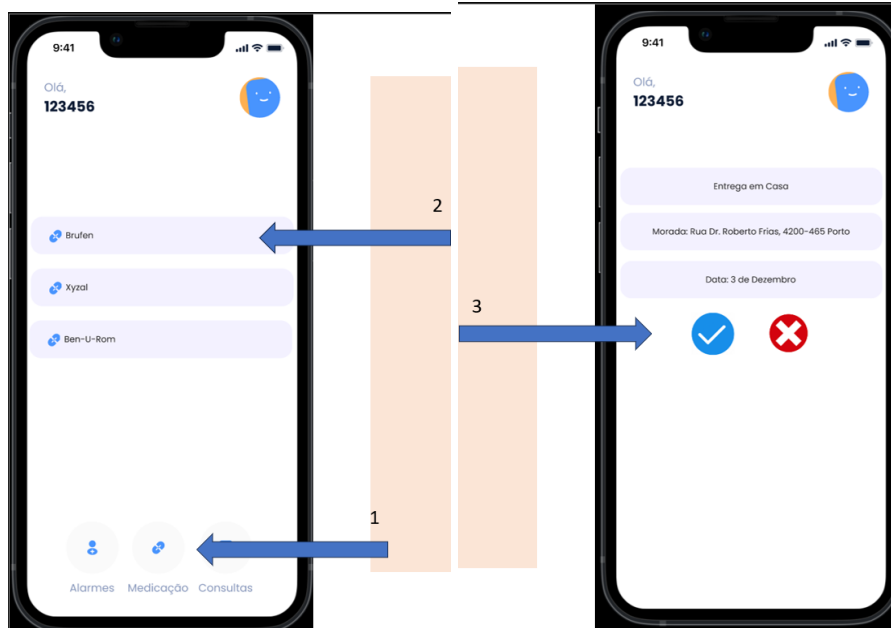 9:41
Olá,
123456
Brufen
Xyzal
Ben-U-Rom
Alarmes Medicação Consultas
1
2
3
9:41
Olá,
123456
Entrega em Casa
Morada: Rua Dr. Roberto Frias, 4200-465 Porto
Data: 3 de Dezembro